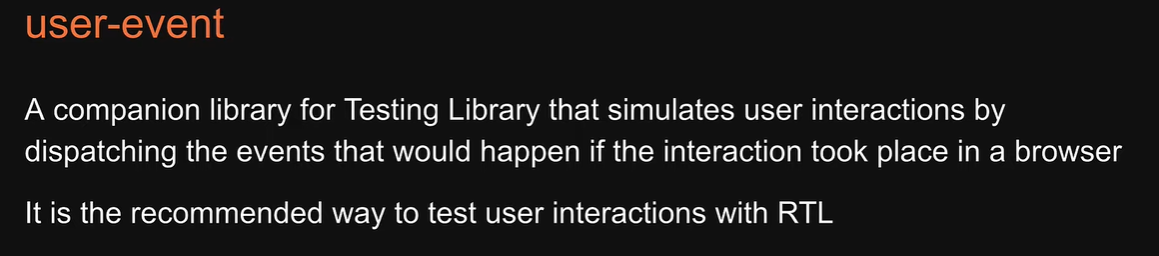 user-event
A companion library for Testing Library that simulates user interactions by
dispatching the events that would happen if the interaction took place in a browser
It is the recommended way to test user interactions with RTL